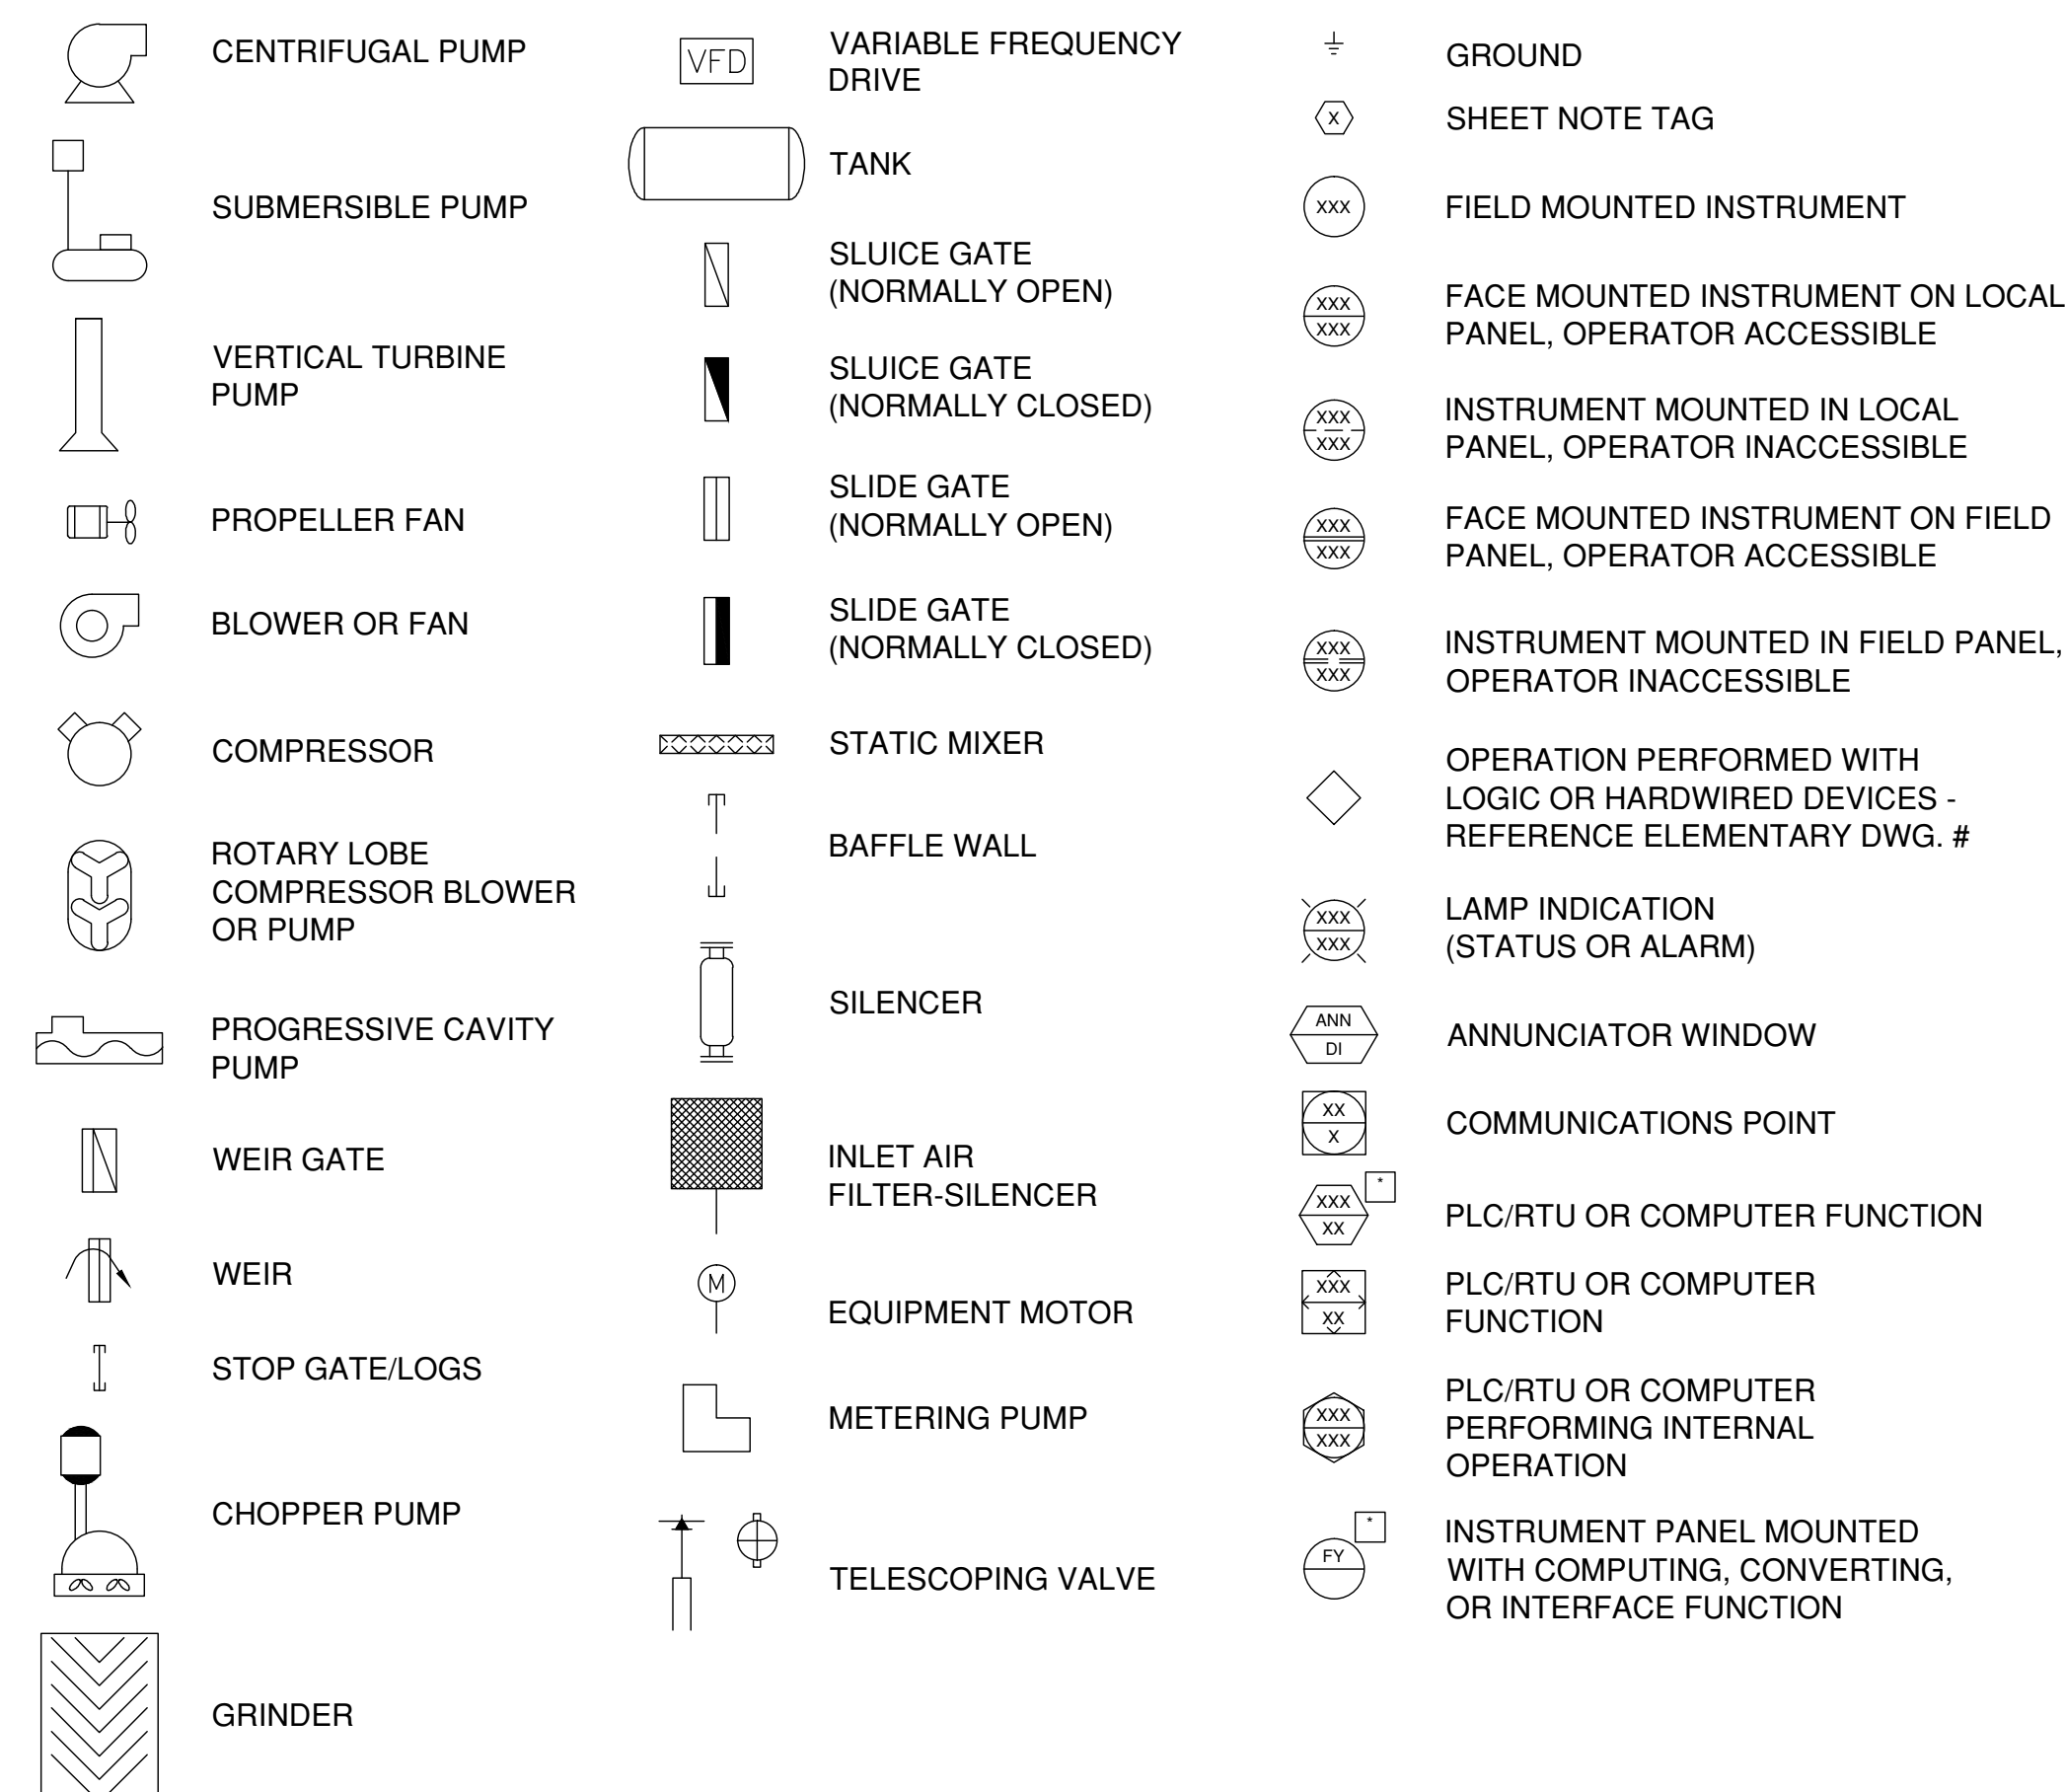 CENTRIFUGAL PUMP
SUBMERSIBLE PUMP
VERTICAL TURBINE
PUMP
PROPELLER FAN
BLOWER OR FAN
COMPRESSOR
ROTARY LOBE
COMPRESSOR BLOWER
OR PUMP
PROGRESSIVE CAVITY
PUMP
WEIR GATE
WEIR
STOP GATE/LOGS
CHOPPER PUMP
GRINDER
VFD
VARIABLE FREQUENCY
DRIVE
TANK
SLUICE GATE
(NORMALLY OPEN)
SLUICE GATE
(NORMALLY CLOSED)
SLIDE GATE
(NORMALLY OPEN)
SLIDE GATE
(NORMALLY CLOSED)
STATIC MIXER
BAFFLE WALL
SILENCER
INLET AIR
FILTER-SILENCER
M
EQUIPMENT MOTOR
METERING PUMP
TELESCOPING VALVE
GROUND
X
SHEET NOTE TAG
XXX
FIELD MOUNTED INSTRUMENT
XXX
XXX
FACE MOUNTED INSTRUMENT ON LOCAL
PANEL, OPERATOR ACCESSIBLE
XXX
XXX
INSTRUMENT MOUNTED IN LOCAL
PANEL, OPERATOR INACCESSIBLE
XXX
XXX
FACE MOUNTED INSTRUMENT ON FIELD
PANEL, OPERATOR ACCESSIBLE
XXX
XXX
INSTRUMENT MOUNTED IN FIELD PANEL,
OPERATOR INACCESSIBLE
OPERATION PERFORMED WITH
LOGIC OR HARDWIRED DEVICES -
REFERENCE ELEMENTARY DWG. #
XXX
XXX
LAMP INDICATION
(STATUS OR ALARM)
ANN
DI
ANNUNCIATOR WINDOW
XX
X
COMMUNICATIONS POINT
*
XXX
XX
PLC/RTU OR COMPUTER FUNCTION
XXX
XX
PLC/RTU OR COMPUTER
FUNCTION
XXX
XXX
PLC/RTU OR COMPUTER
PERFORMING INTERNAL
OPERATION
*
FY
INSTRUMENT PANEL MOUNTED
WITH COMPUTING, CONVERTING,
OR INTERFACE FUNCTION